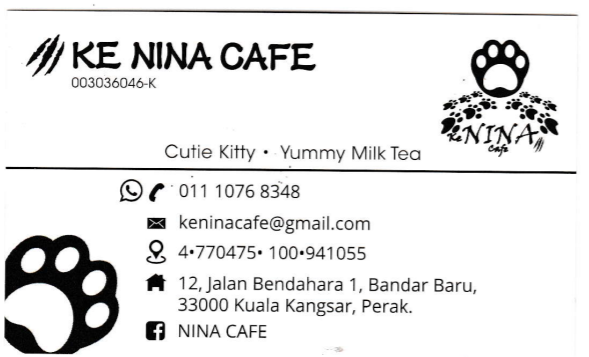 KE NINA CAFE
003036046-K
Ke NINA
Cafe
Cutie Kitty • Yummy Milk Tea
011 1076 8348
keninacafe@gmail.com
4•770475• 100•941055
12, Jalan Bendahara 1, Bandar Baru,
33000 Kuala Kangsar, Perak.
NINA CAFE